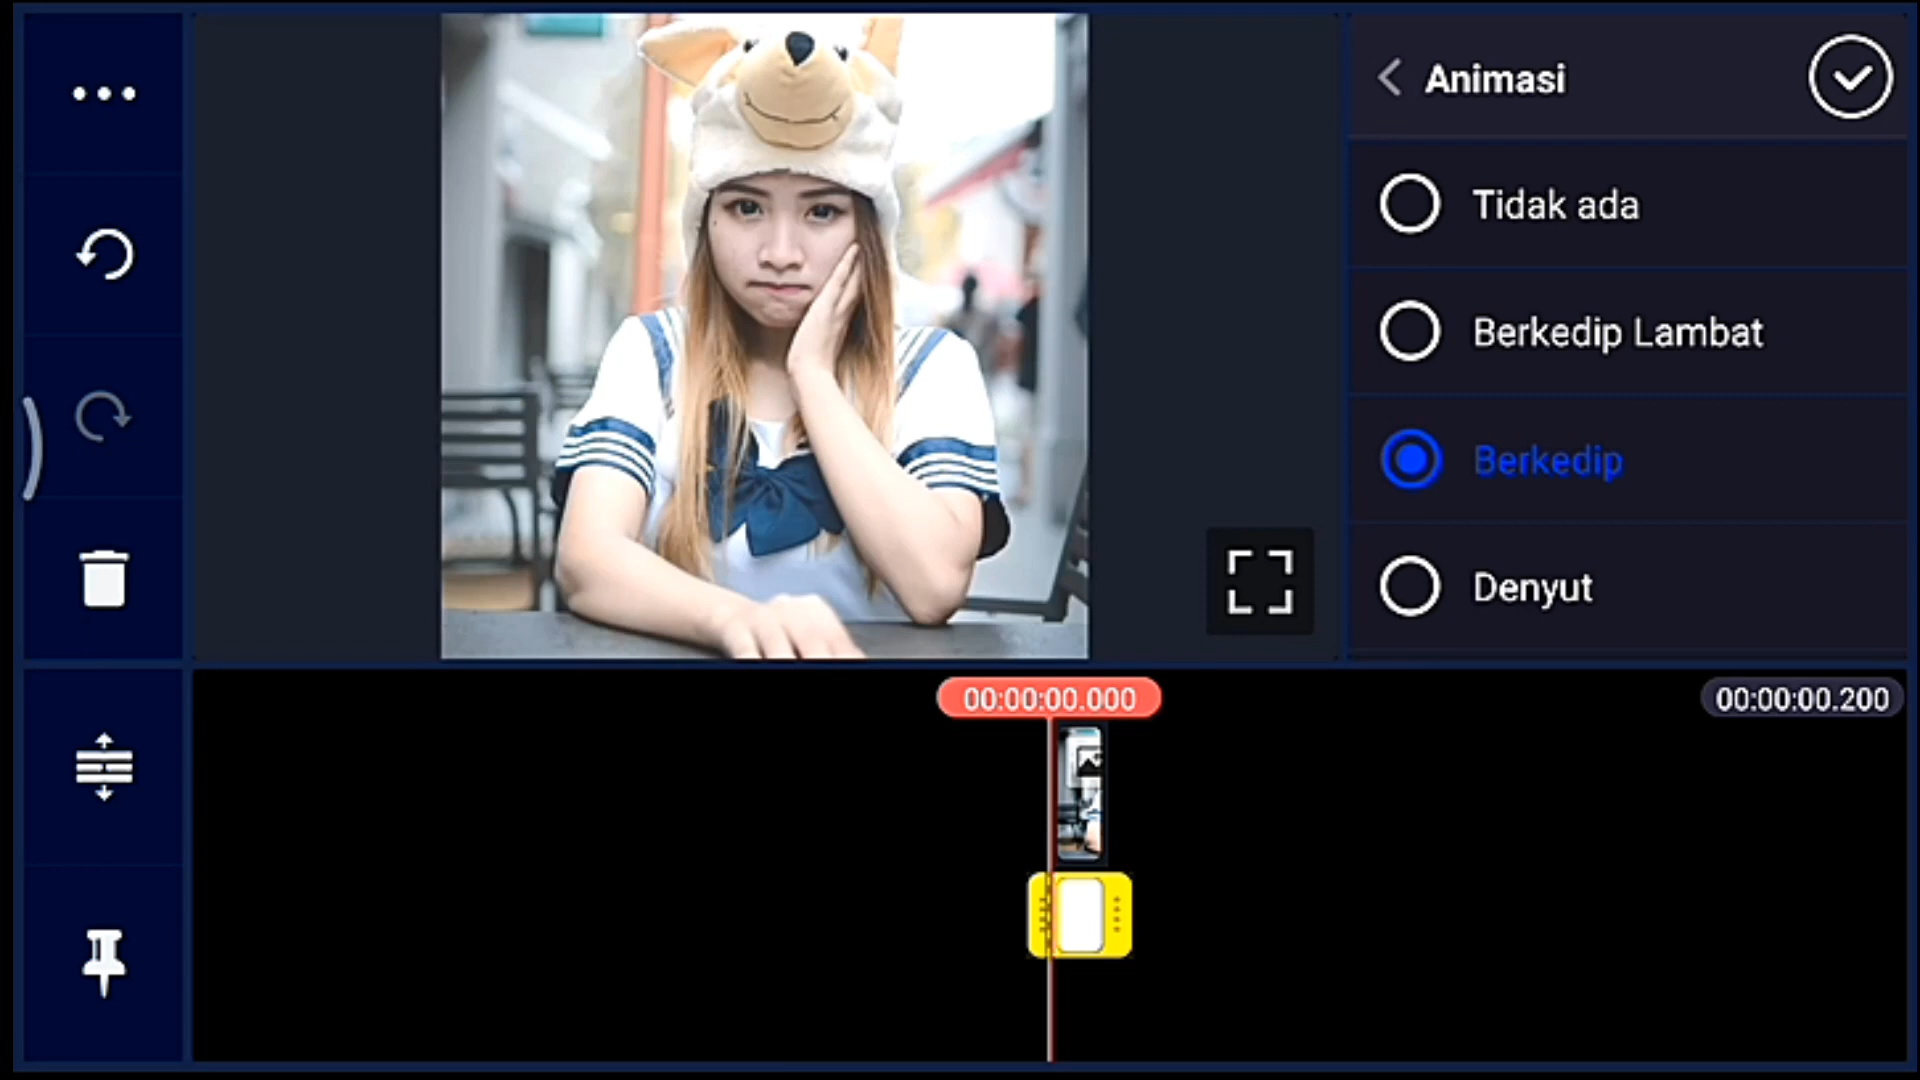 Animasi
Tidak ada
Berkedip Lambat
Berkedip
Denyut
00:00:00.000
00:00:00.200